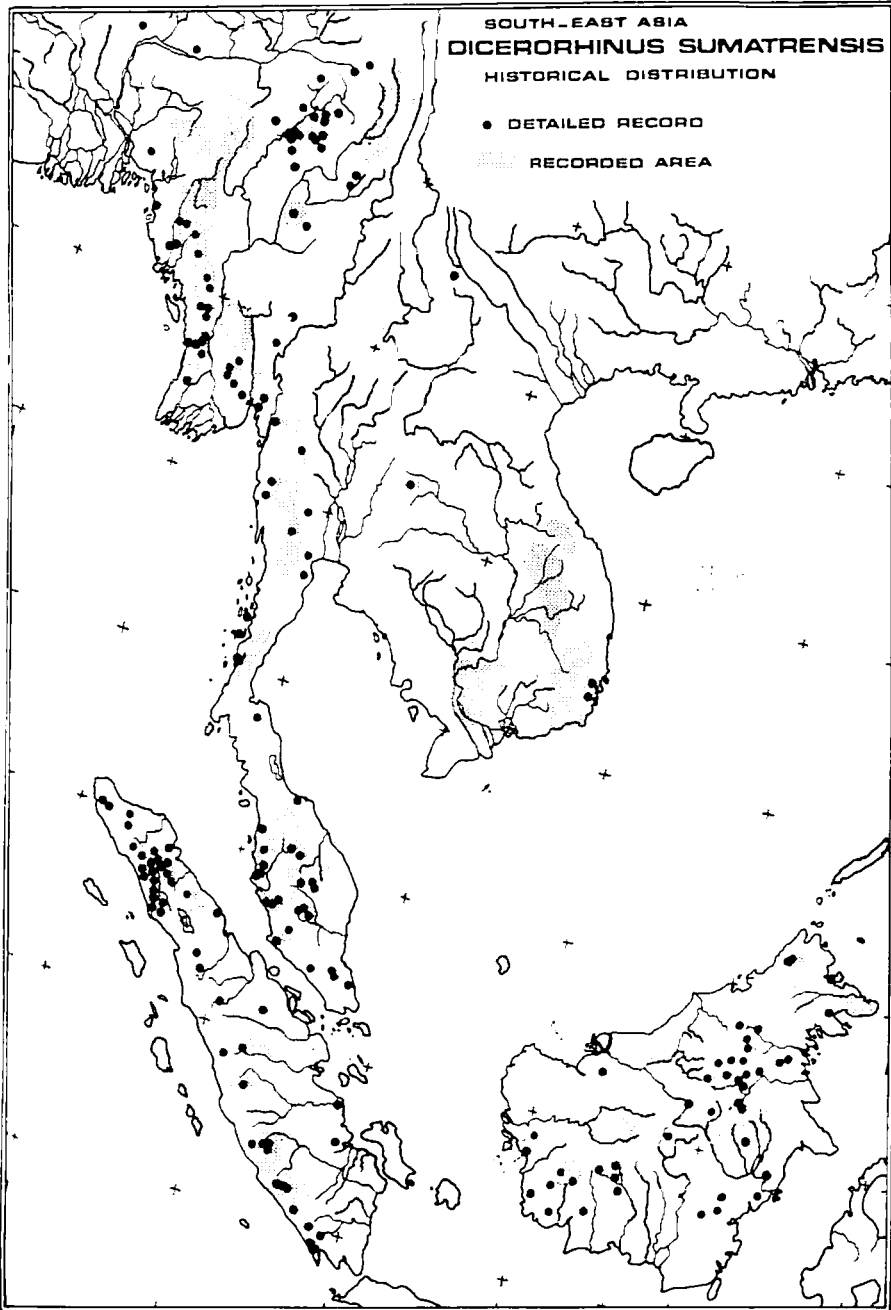 SOUTH-EAST ASIA
DICERORHINUS SUMATRENSIS
HISTORICAL DISTRIBUTION
DETAILED RECORD
RECORDED AREA